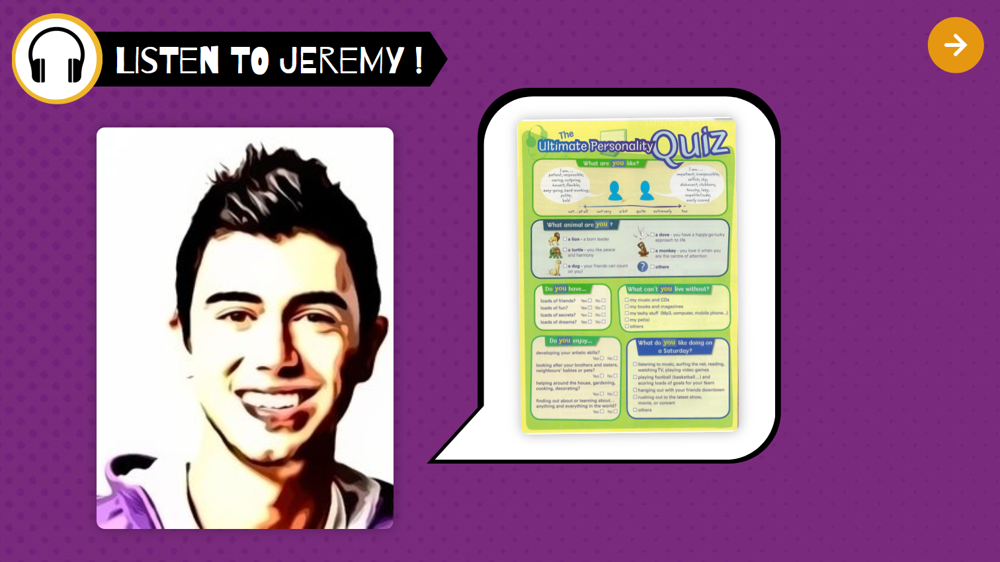 LISTEN TO JEREMY !
The
Ultimate Personality Quiz
What are you like?
I am...
patient; responsible;
caring; outgoing;
honest; flexible;
easy-going; hard-working;
polite;
bold
I am...
impatient; irresponsible;
selfish; shy;
dishonest; stubborn;
touchy; lazy;
impolite/rude;
easily scared
not... at all not very a bit quite extremely too
What animal are you ?
a lion - a born leader
a turtle - you like peace
and harmony
a dog - your friends can count
on you!
a dove - you have a happy-go-lucky
approach to life
a monkey - you love it when you
are the centre of attention
? others
Do you have...
loads of friends? Yes No
loads of fun? Yes No
loads of secrets? Yes No
loads of dreams? Yes No
What can't you live without?
my music and CDs
my books and magazines
my techy stuff (Mp3, computer, mobile phone...)
my pet(s)
others
Do you enjoy...
developing your artistic skills?
Yes No
looking after your brothers and sisters,
neighbours' babies or pets?
Yes No
helping around the house, gardening,
cooking, decorating?
Yes No
finding out about or learning about...
anything and everything in the world?
Yes No
What do you like doing on
a Saturday?
listening to music, surfing the net, reading,
watching TV, playing video games
playing football (basketball...) and
scoring loads of goals for your team
hanging out with your friends downtown
rushing out to the latest show,
movie, or concert
others